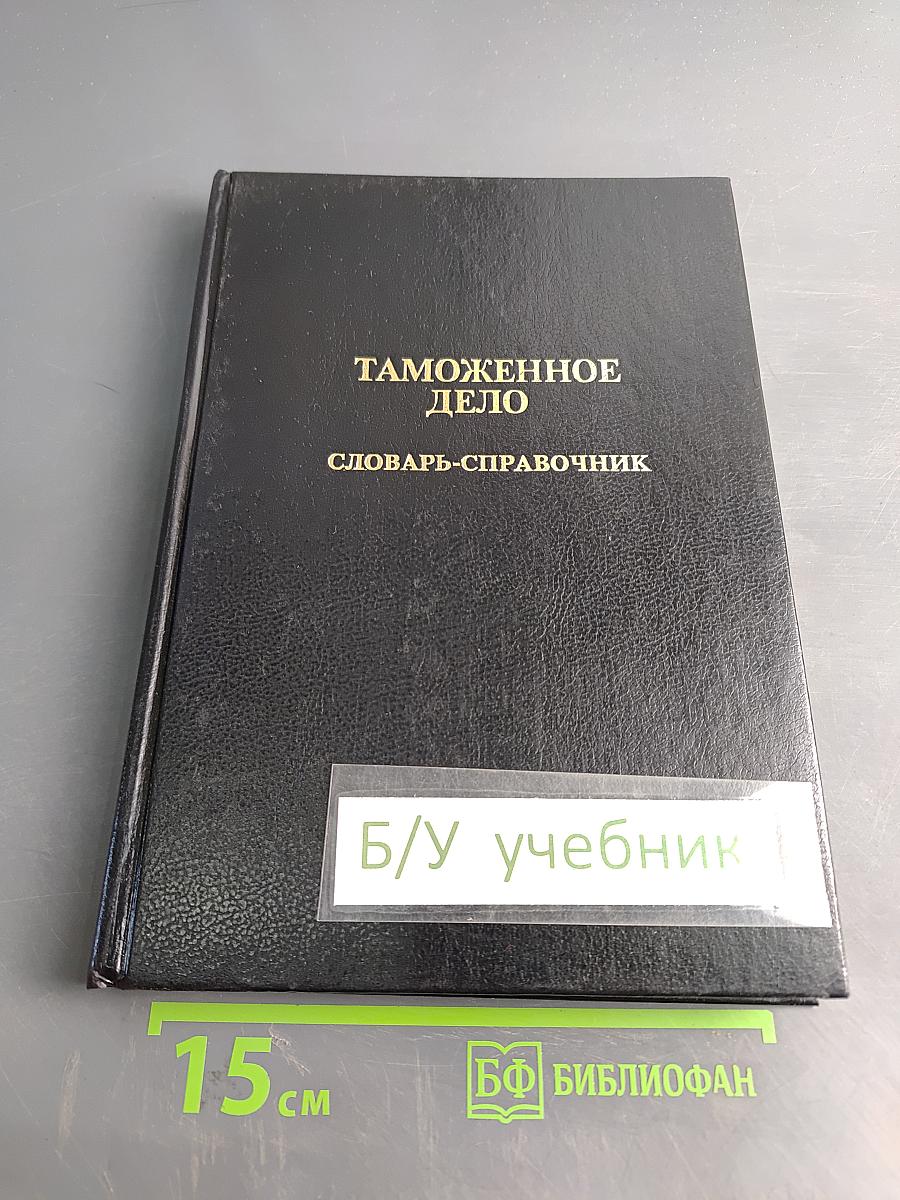 ТАМОЖЕННОЕ
ДЕЛО
СЛОВАРЬ-СПРАВОЧНИК
Б/У учебник
15 см
БФ БИБЛИОФАН